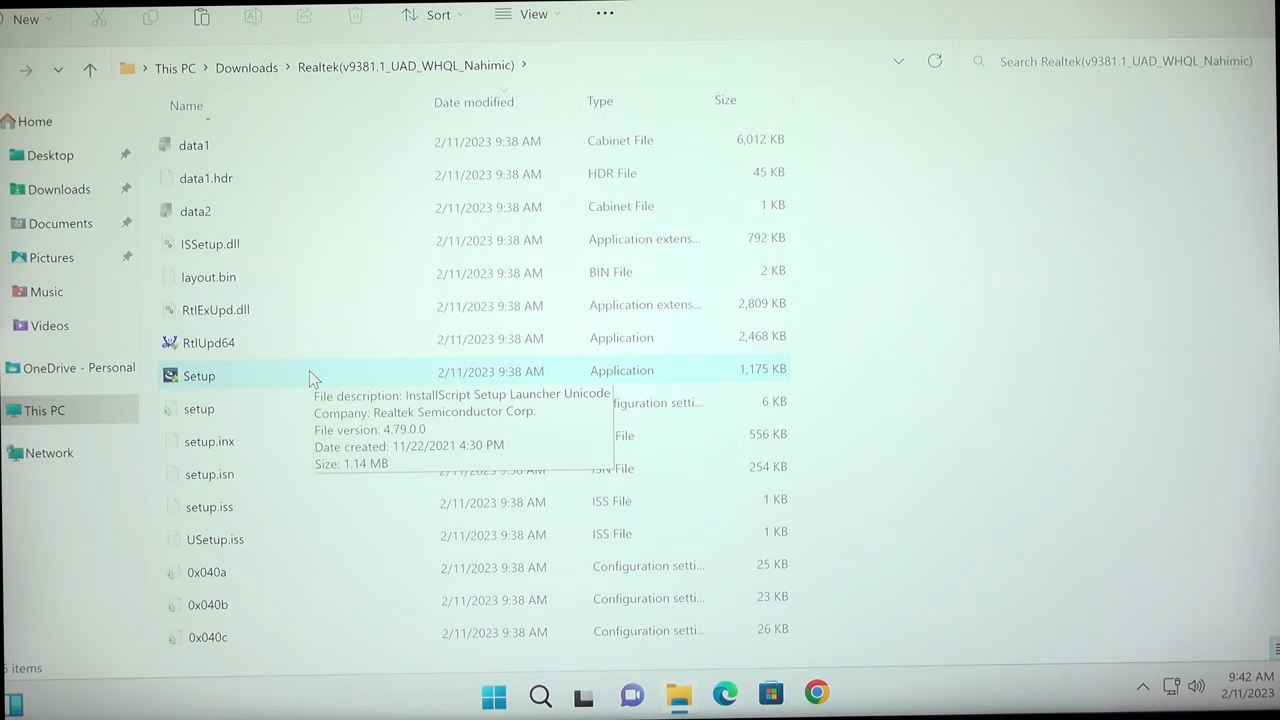 New
Sort
View
This PC > Downloads > Realtek(v9381.1_UAD_WHQL_Nahimic) >
Search Realtek(v9381.1_UAD_WHQL_Nahimic)
Home
Desktop
Downloads
Documents
Pictures
Music
Videos
OneDrive - Personal
This PC
Network
Name Date modified Type Size
data1 2/11/2023 9:38 AM Cabinet File 6,012 KB
data1.hdr 2/11/2023 9:38 AM HDR File 45 KB
data2 2/11/2023 9:38 AM Cabinet File 1 KB
ISSetup.dll 2/11/2023 9:38 AM Application extens... 792 KB
layout.bin 2/11/2023 9:38 AM BIN File 2 KB
RtlExUpd.dll 2/11/2023 9:38 AM Application extens... 2,809 KB
RtlUpd64 2/11/2023 9:38 AM Application 2,468 KB
Setup 2/11/2023 9:38 AM Application 1,175 KB
setup figuration setti... 6 KB
setup.inx File 556 KB
setup.isn 2/11/2023 9:38 AM ISN File 254 KB
setup.iss 2/11/2023 9:38 AM ISS File 1 KB
USetup.iss 2/11/2023 9:38 AM ISS File 1 KB
0x040a 2/11/2023 9:38 AM Configuration setti... 25 KB
0x040b 2/11/2023 9:38 AM Configuration setti... 23 KB
0x040c 2/11/2023 9:38 AM Configuration setti... 26 KB
File description: InstallScript Setup Launcher Unicode
Company: Realtek Semiconductor Corp.
File version: 4.79.0.0
Date created: 11/22/2021 4:30 PM
Size: 1.14 MB
items
9:42 AM
2/11/2023